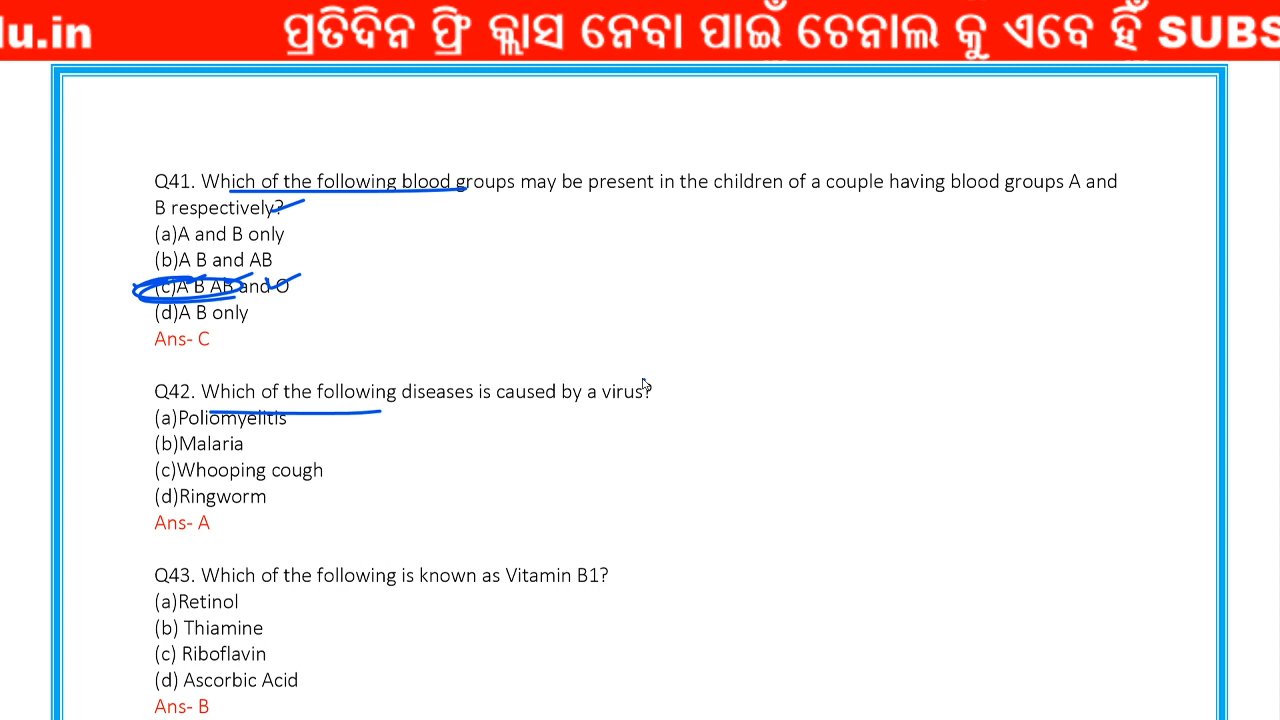 du.in ପ୍ରତିଦିନ ଫ୍ରି କ୍ଲାସ ନେବା ପାଇଁ ଚେନାଲ କୁ ଏବେ ହିଁ SUBS
Q41. Which of the following blood groups may be present in the children of a couple having blood groups A and
B respectively?
(a)A and B only
(b)A B and AB
(c)A B AB and O
(d)A B only
Ans- C
Q42. Which of the following diseases is caused by a virus?
(a)Poliomyelitis
(b)Malaria
(c)Whooping cough
(d)Ringworm
Ans- A
Q43. Which of the following is known as Vitamin B1?
(a)Retinol
(b) Thiamine
(c) Riboflavin
(d) Ascorbic Acid
Ans- B